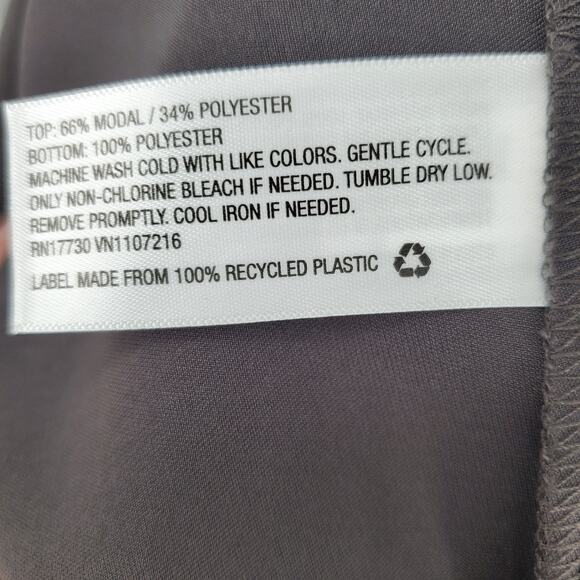 TOP: 66% MODAL / 34% POLYESTER
BOTTOM: 100% POLYESTER
MACHINE WASH COLD WITH LIKE COLORS. GENTLE CYCLE.
ONLY NON-CHLORINE BLEACH IF NEEDED. TUMBLE DRY LOW.
REMOVE PROMPTLY. COOL IRON IF NEEDED.
RN17730 VN1107216
LABEL MADE FROM 100% RECYCLED PLASTIC